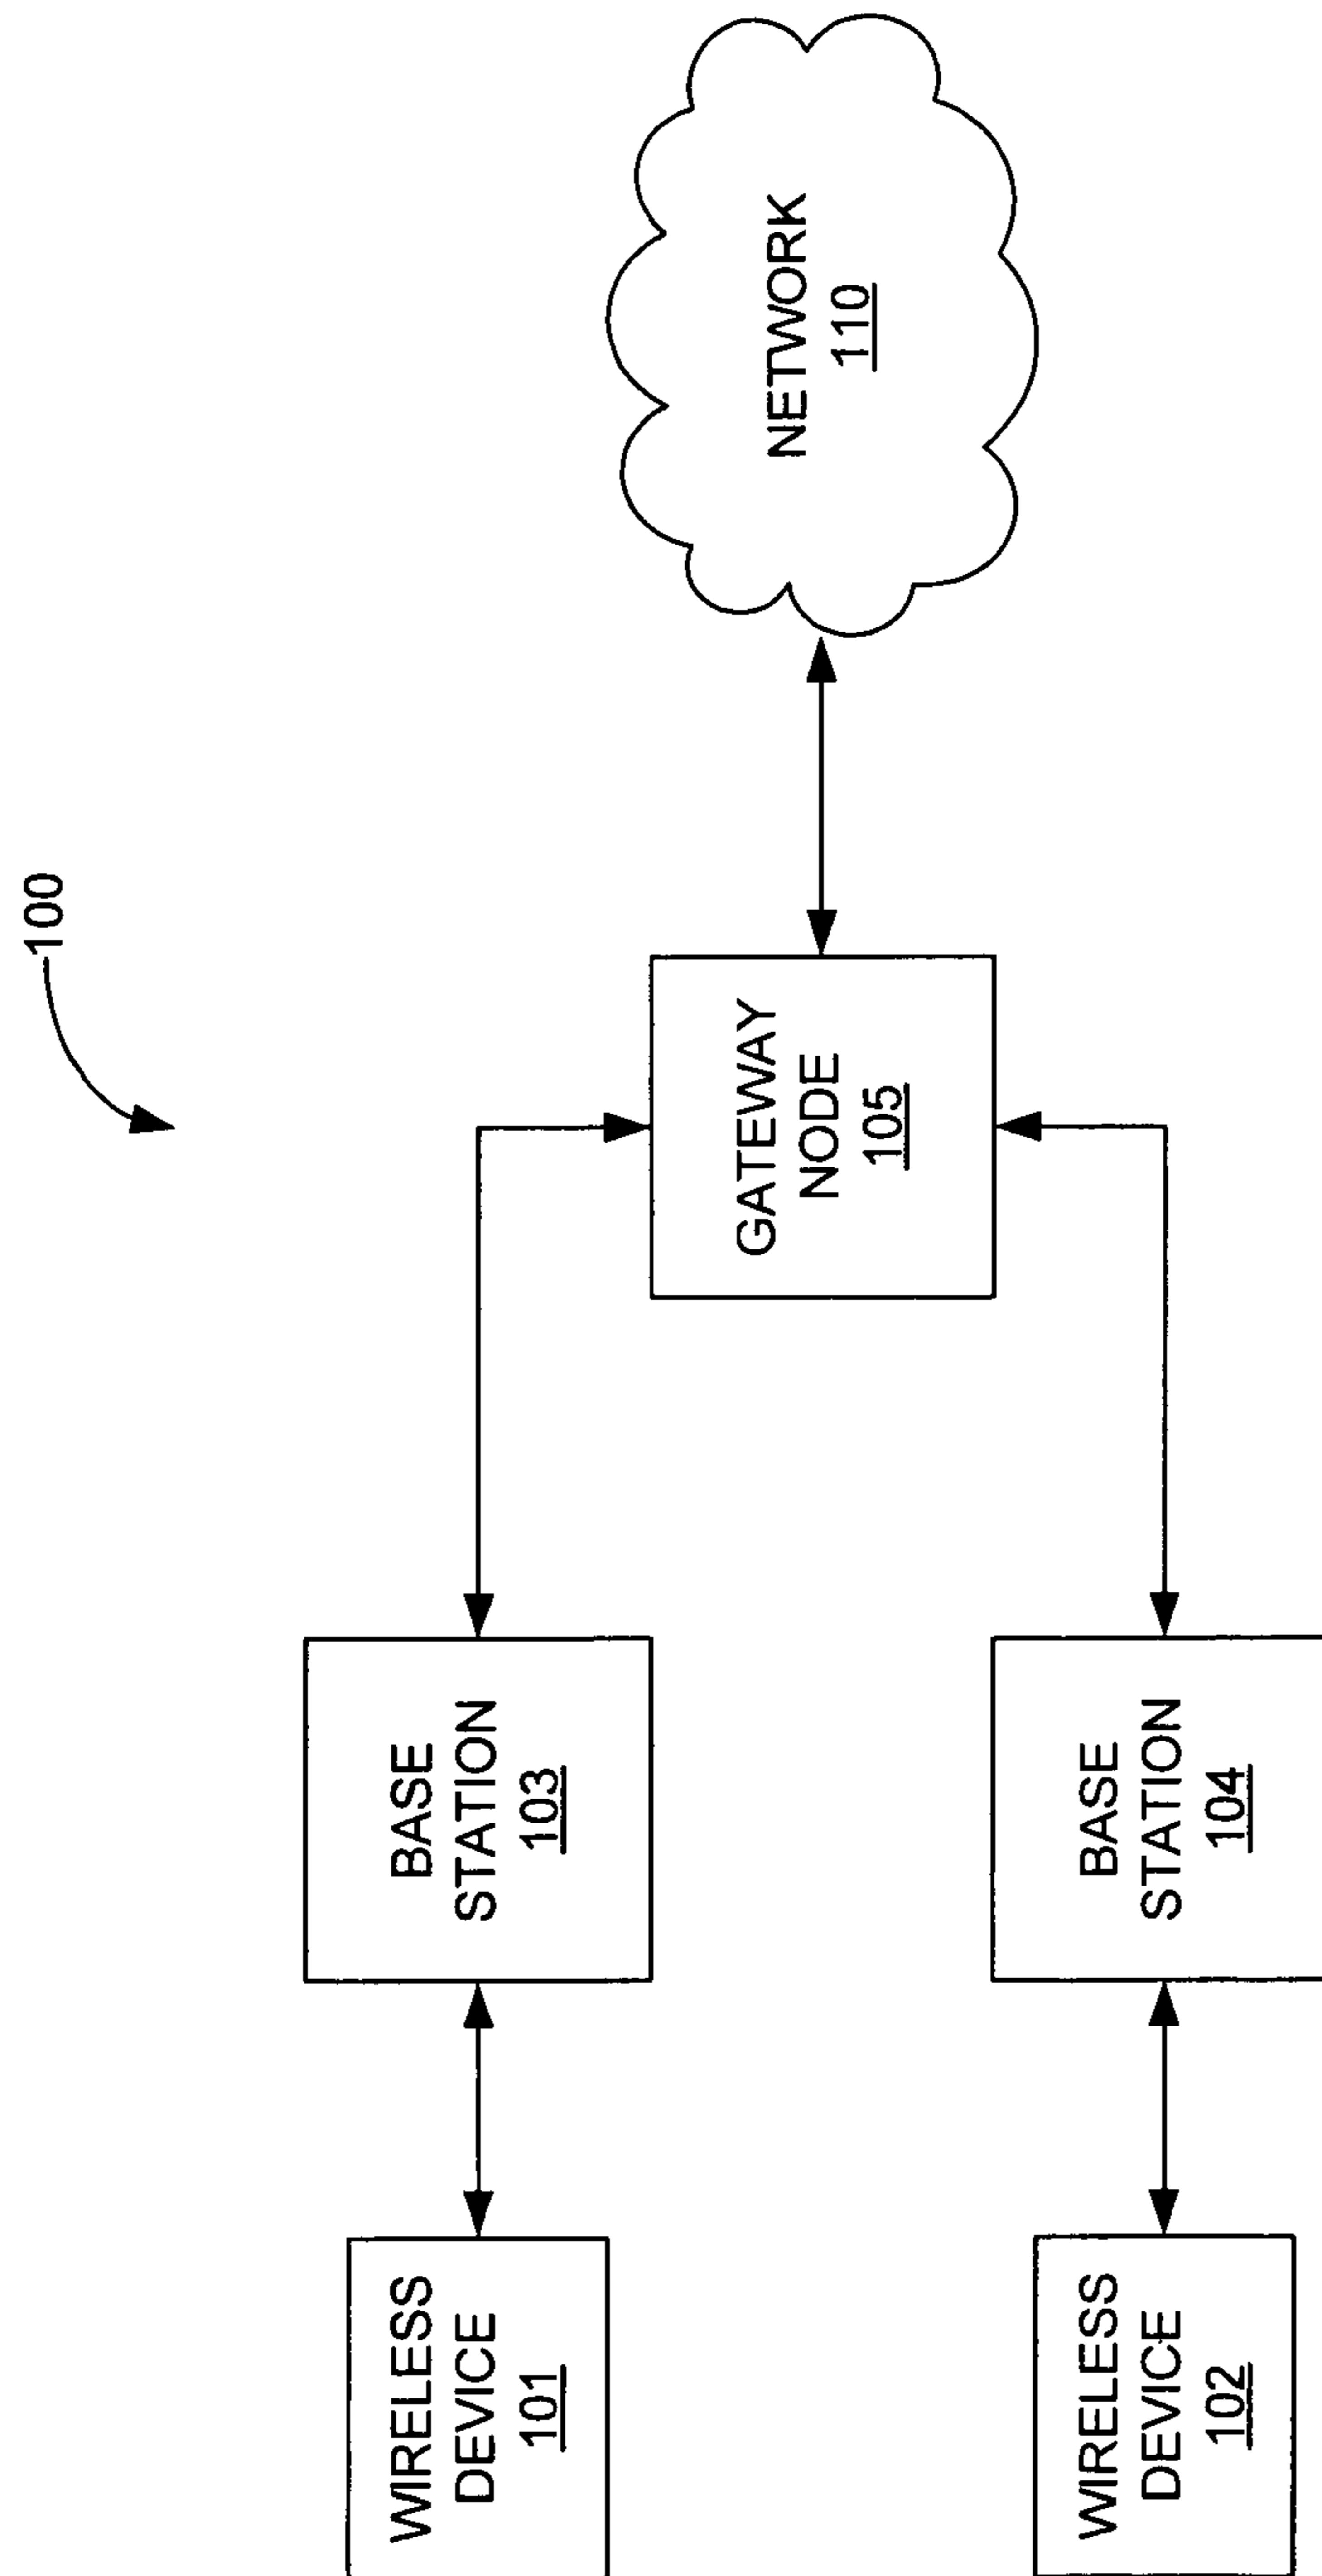 100
WIRELESS
DEVICE
101
BASE
STATION
103
GATEWAY
NODE
105
NETWORK
110
WIRELESS
DEVICE
102
BASE
STATION
104